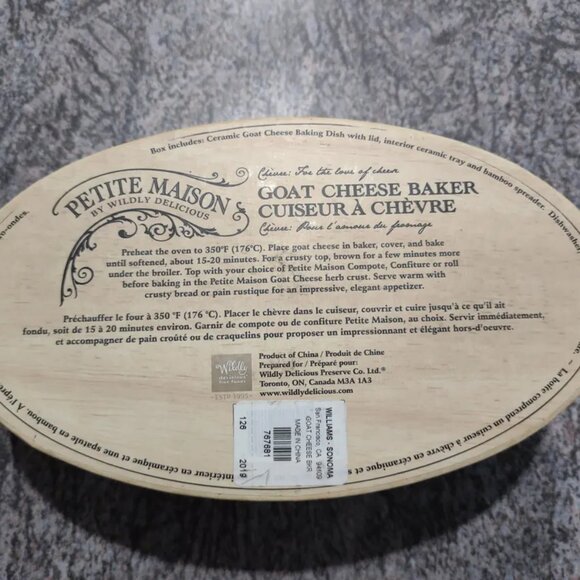 Box includes: Ceramic Goat Cheese Baking Dish with lid, interior ceramic tray and bamboo spreader. Dishwasher
PETITE MAISON
BY WILDLY DELICIOUS
Chèvre: For the love of cheese
GOAT CHEESE BAKER
CUISEUR À CHÈVRE
Chèvre: Pour l'amour du fromage
Preheat the oven to 350°F (176°C). Place goat cheese in baker, cover, and bake
until softened, about 15-20 minutes. For a crusty top, brown for a few minutes more
under the broiler. Top with your choice of Petite Maison Compote, Confiture or roll
before baking in the Petite Maison Goat Cheese herb crust. Serve warm with
crusty bread or pain rustique for an impressive, elegant appetizer.
Préchauffer le four à 350 °F (176 °C). Placer le chèvre dans le cuiseur, couvrir et cuire jusqu'à ce qu'il ait
fondu, soit de 15 à 20 minutes environ. Garnir de compote ou de confiture Petite Maison, au choix. Servir immédiatement,
et accompagner de pain croûté ou de craquelins pour proposer un impressionnant et élégant hors-d'oeuvre.
Wildly
delicious
fine foods
ESTD 1995
Product of China / Produit de Chine
Prepared for / Préparé pour:
Wildly Delicious Preserve Co. Ltd.®
Toronto, ON, Canada M3A 1A3
www.wildlydelicious.com
WILLIAMS - SONOMA
San Francisco, CA 94109
GOAT CHEESE BKR
MADE IN CHINA
767681
126 2019
La boîte comprend un cuiseur à chèvre en céramique
intérieur en céramique et une spatule en bambou. À l'épre
ro-ondes.